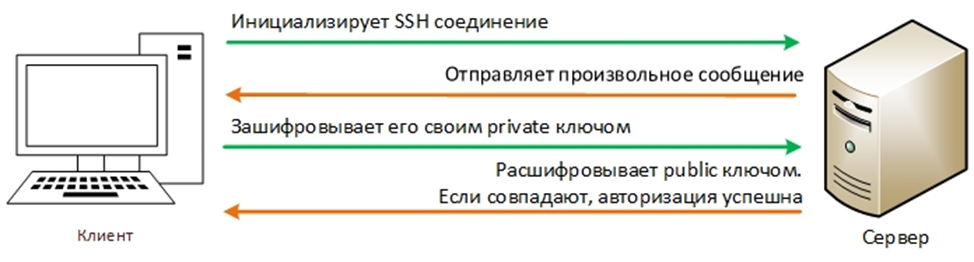 Инициализирует SSH соединение
Отправляет произвольное сообщение
Зашифровывает его своим private ключом
Расшифровывает public ключом.
Если совпадают, авторизация успешна
Клиент
Сервер